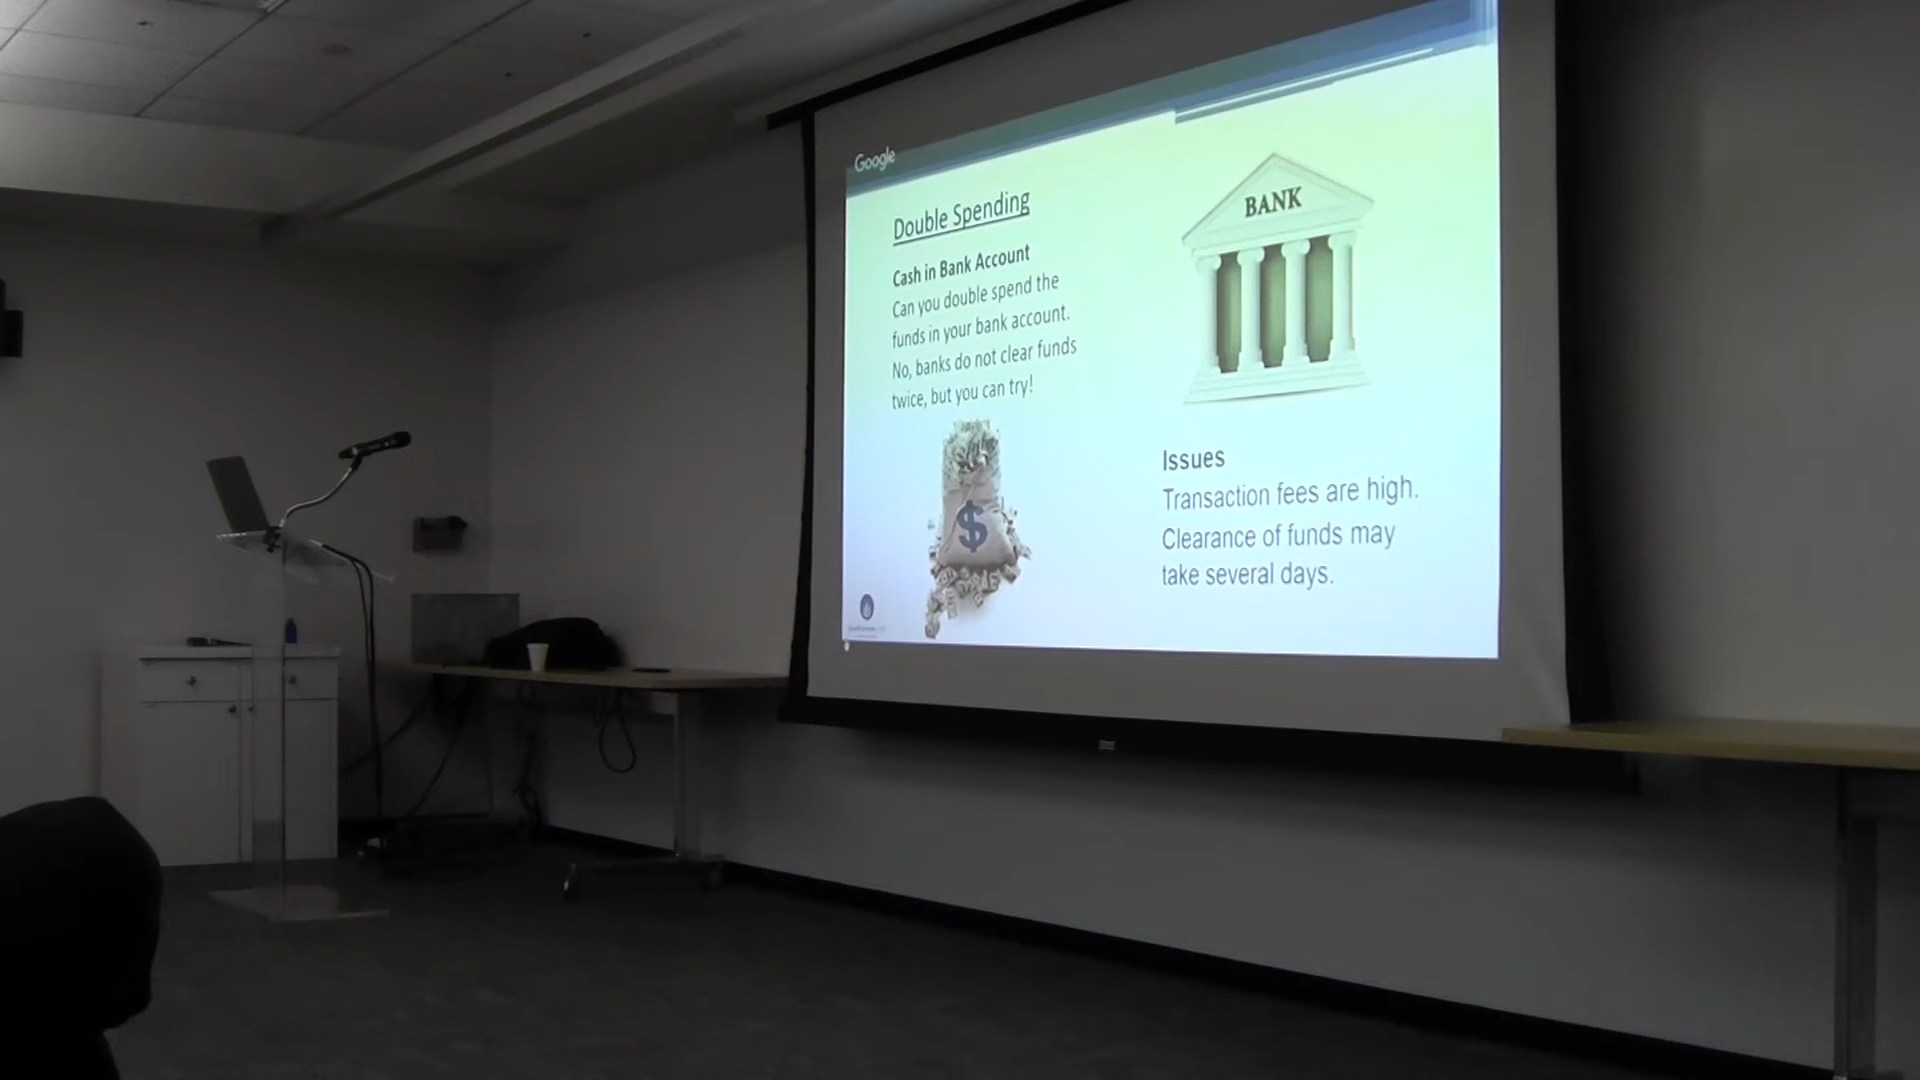 Google
Double Spending
Cash in Bank Account
Can you double spend the
funds in your bank account.
No, banks do not clear funds
twice, but you can try!
$
BANK
Issues
Transaction fees are high.
Clearance of funds may
take several days.